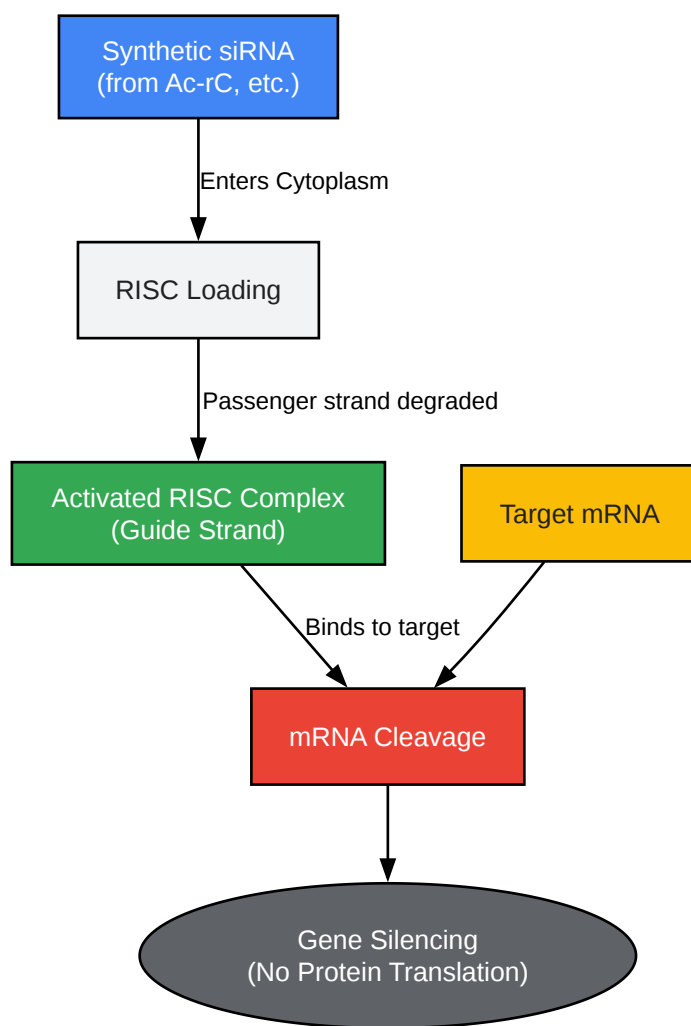 Synthetic siRNA
(from Ac-rC, etc.)
Enters Cytoplasm
RISC Loading
Passenger strand degraded
Activated RISC Complex
(Guide Strand)
Target mRNA
Binds to target
mRNA Cleavage
Gene Silencing
(No Protein Translation)